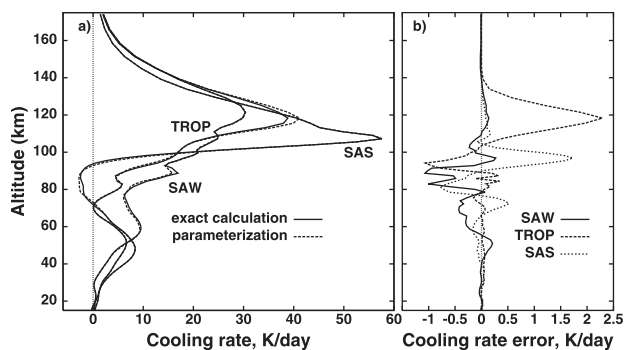 a)
b)
160
140
120
100
80
60
40
20
Altitude (km)
TROP
SAS
SAW
exact calculation
parameterization
0 10 20 30 40 50 60
Cooling rate, K/day
SAW
TROP
SAS
-1 -0.5 0 0.5 1 1.5 2 2.5
Cooling rate error, K/day